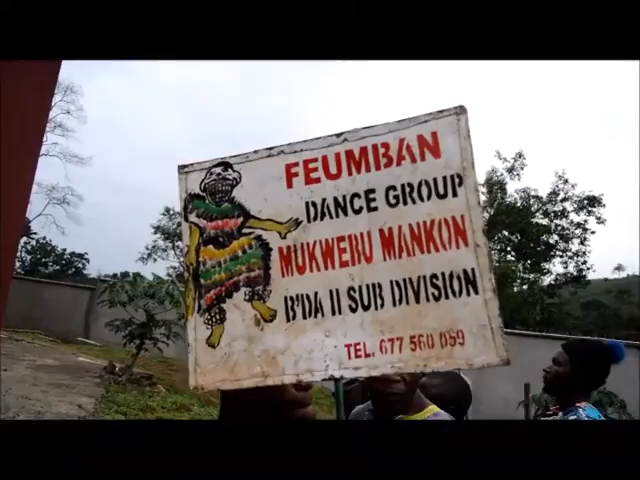 FEUMBAN
DANCE GROUP
MUKWEBU MANKON
B'DA II SUB DIVISION
TEL. 677 560 059